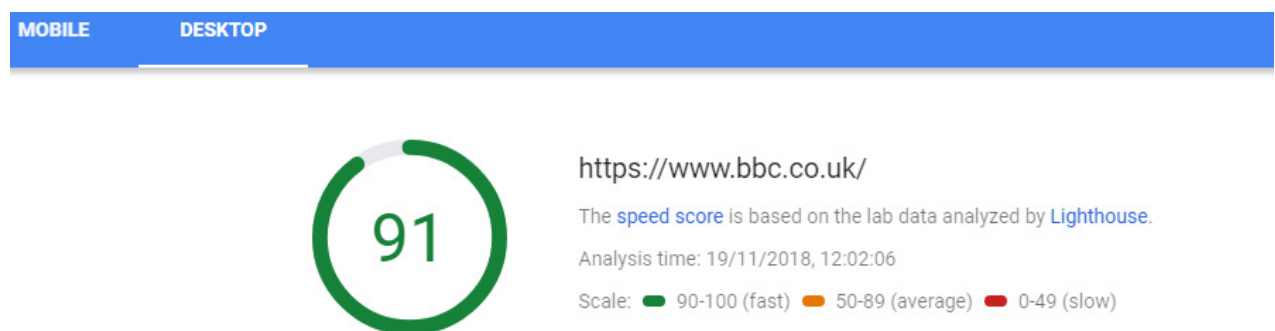 MOBILE DESKTOP
91
https://www.bbc.co.uk/
The speed score is based on the lab data analyzed by Lighthouse.
Analysis time: 19/11/2018, 12:02:06
Scale: 90-100 (fast) 50-89 (average) 0-49 (slow)